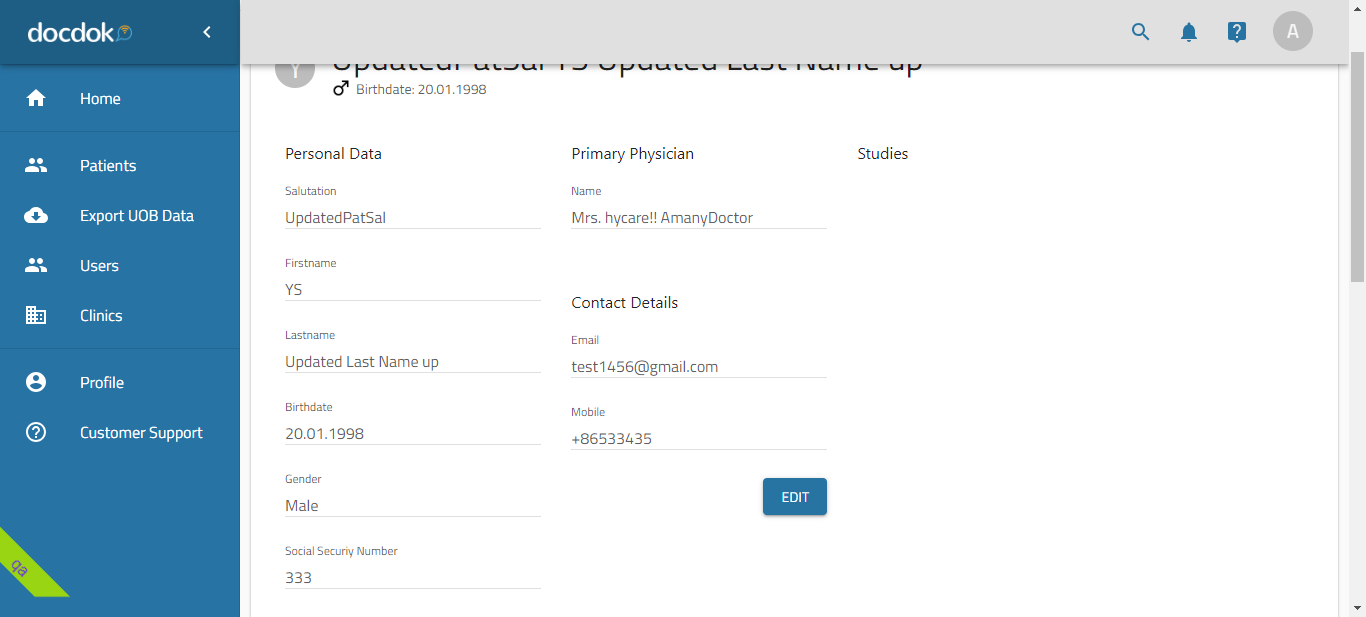 docdok
A
Home
Patients
Export UOB Data
Users
Clinics
Profile
Customer Support
qa
Y
UpdatedPatSal YS Updated Last Name up
Birthdate: 20.01.1998
Personal Data
Salutation
UpdatedPatSal
Firstname
YS
Lastname
Updated Last Name up
Birthdate
20.01.1998
Gender
Male
Social Securiy Number
333
Primary Physician
Name
Mrs. hycare!! AmanyDoctor
Contact Details
Email
test1456@gmail.com
Mobile
+86533435
EDIT
Studies